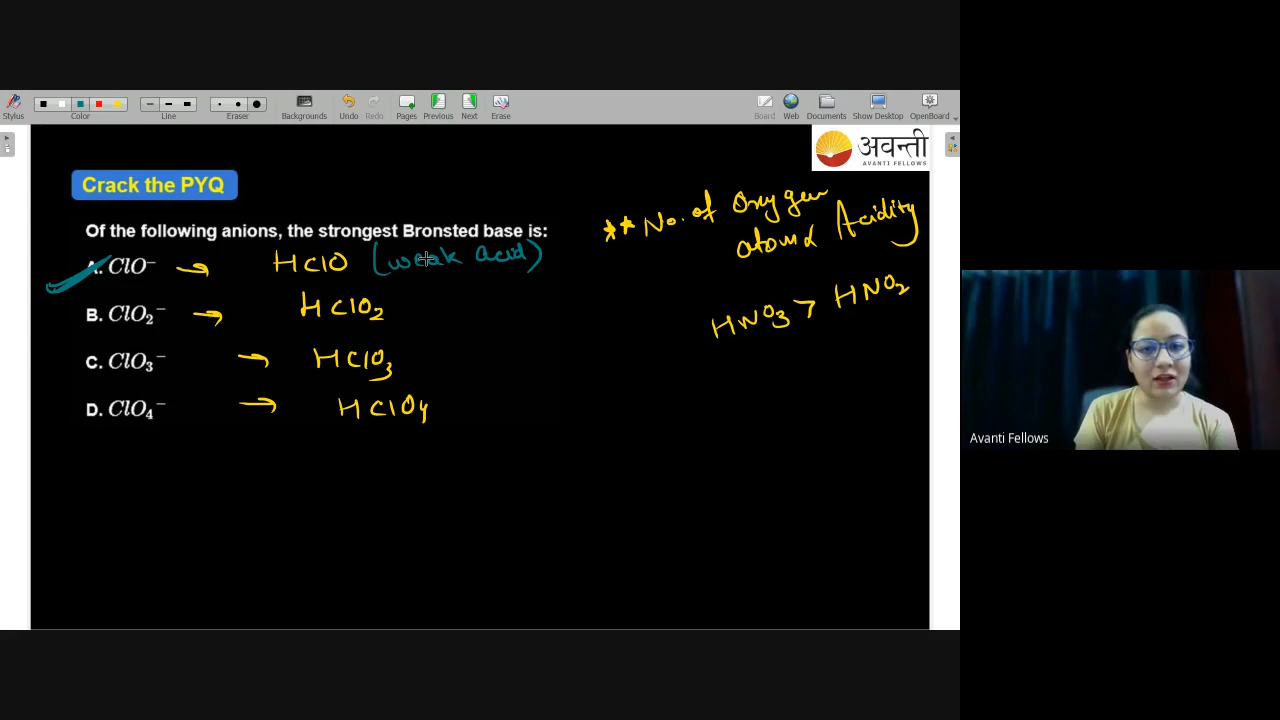 Stylus
Color
Line
Eraser
Backgrounds
Undo
Redo
Pages
Previous
Next
Erase
Board
Web
Documents
Show Desktop
OpenBoard
अवन्ती
AVANTI FELLOWS
Crack the PYQ
Of the following anions, the strongest Bronsted base is:
A. ClO⁻ → HClO (weak acid)
B. ClO₂⁻ → HClO₂
C. ClO₃⁻ → HClO₃
D. ClO₄⁻ → HClO₄
** No. of Oxygen
atom α Acidity
HNO₃ > HNO₂
Avanti Fellows